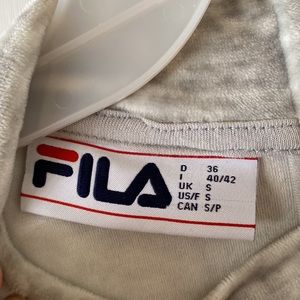 FILA
D 36
I 40/42
UK S
US/F S
CAN S/P